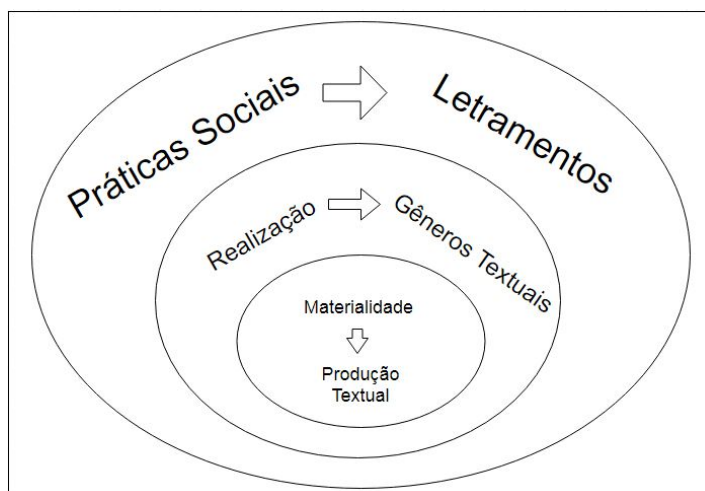 Práticas Sociais
Letramentos
Realização
Gêneros Textuais
Materialidade
Produção
Textual